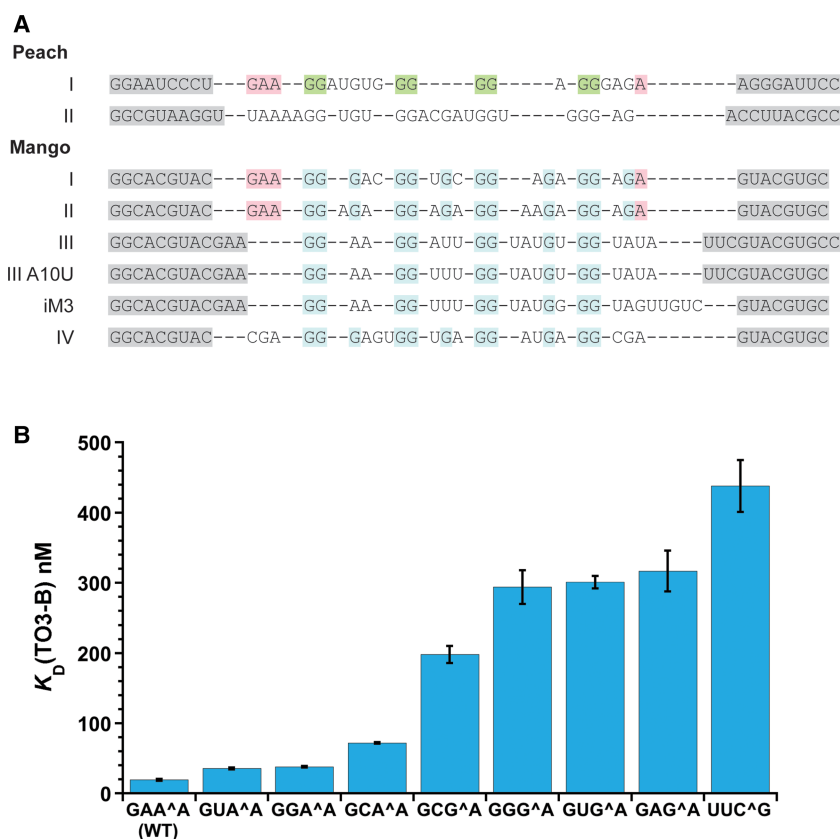 A
Peach
I GGAAUCCCU---GAA--GGAUGUG-GG-----GG-----A-GGGAGA--------AGGGAUUCC
II GGCGUAAGGU--UAAAAGG-UGU--GGACGAUGGU-----GGG-AG--------ACCUUACGCC
Mango
I GGCACGUAC---GAA--GG--GAC-GG-UGC-GG---AGA-GG--AGA--------GUACGUGC
II GGCACGUAC---GAA--GG-AGA--GG--AGA-GG--AAGA-GG--AGA--------GUACGUGC
III GGCACGUACGAA-----GG--AA--GG-AUU-GG-UAUGU-GG-UAUA----UUCGUACGUGCC
III A10U GGCACGUACGAA-----GG--AA--GG-UUU-GG-UAUGU-GG-UAUA----UUCGUACGUGC
iM3 GGCACGUACGAA-----GG--AA--GG-UUU-GG-UAUGG-GG-UAGUUGUC---GUACGUGC
IV GGCACGUAC---CGA--GG--GAGUGG-UGA-GG--AUGA-GG-CGA--------GUACGUGC
B
500
400
300
200
100
0
K_D(TO3-B) nM
GAA^A GUA^A GGA^A GCA^A GCG^A GGG^A GUG^A GAG^A UUC^G
(WT)